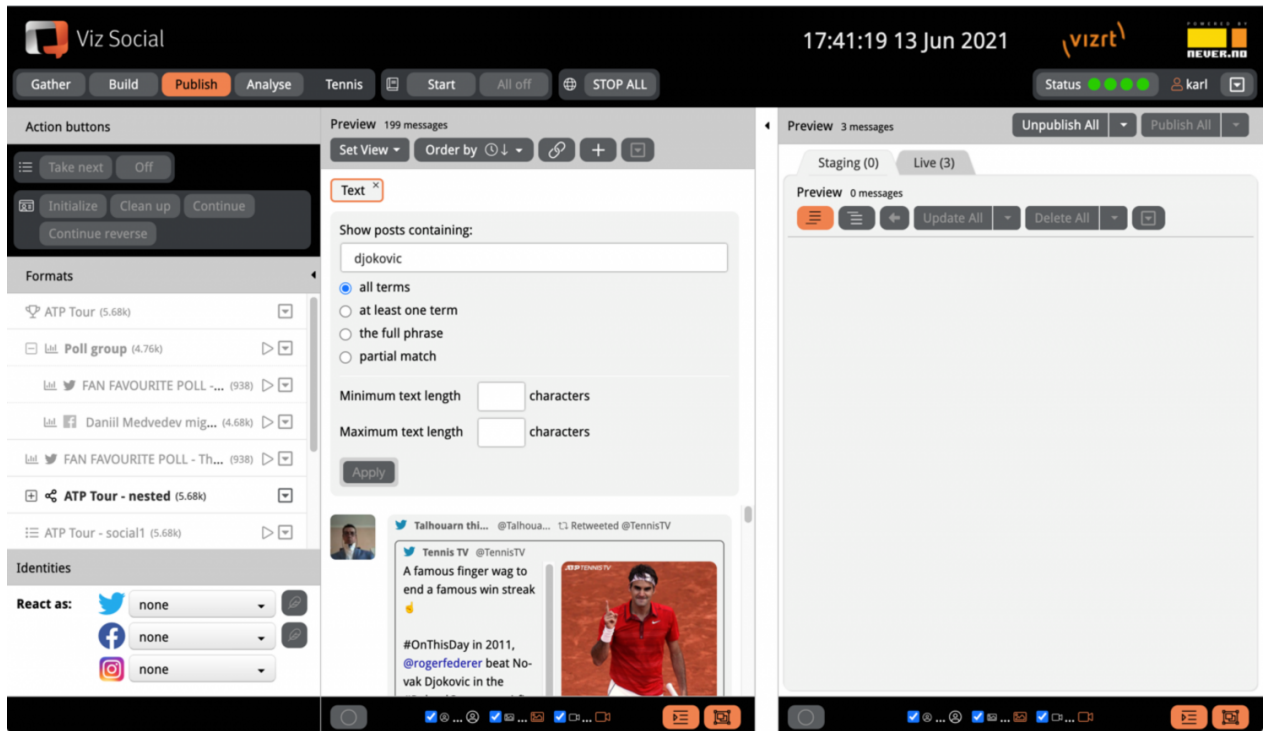 Viz Social
17:41:19 13 Jun 2021
vizrt
POWERED BY
NEVER.NO
Gather Build Publish Analyse Tennis Start All off STOP ALL
Status karl
Action buttons
Take next Off
Initialize Clean up Continue
Continue reverse
Formats
ATP Tour (5.68k)
Poll group (4.76k)
FAN FAVOURITE POLL -... (938)
Daniil Medvedev mig... (4.68k)
FAN FAVOURITE POLL - Th... (938)
ATP Tour - nested (5.68k)
ATP Tour - social1 (5.68k)
Identities
React as: none
none
none
Preview 199 messages
Set View Order by
Text ×
Show posts containing:
djokovic
all terms
at least one term
the full phrase
partial match
Minimum text length characters
Maximum text length characters
Apply
Talhouarn thi... @Talhoua... Retweeted @TennisTV
Tennis TV @TennisTV
A famous finger wag to
end a famous win streak
#OnThisDay in 2011,
@rogerfederer beat No-
vak Djokovic in the
TENNISTV
... ... ...
Preview 3 messages
Unpublish All Publish All
Staging (0) Live (3)
Preview 0 messages
Update All Delete All
... ... ...